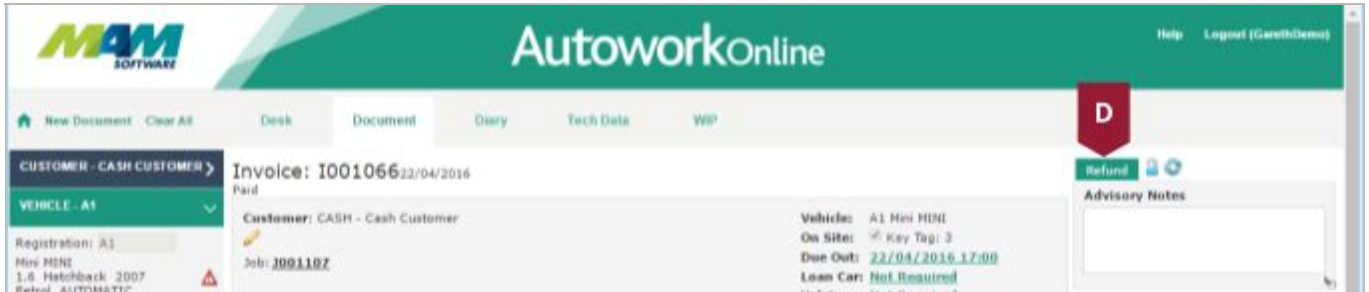 MAM
SOFTWARE
AutoworkOnline
Help Logout (GarethDemo)
New Document Clear All
Desk Document Diary Tech Data WIP
D
CUSTOMER - CASH CUSTOMER
Invoice: I001066 22/04/2016
Refund
Paid
Advisory Notes
VEHICLE - A1
Customer: CASH - Cash Customer
Vehicle: A1 Mini MINI
Registration: A1
On Site: Key Tag: 3
Mini MINI
Job: J001107
Due Out: 22/04/2016 17:00
1.6 Hatchback 2007
Loan Car: Not Required
Petrol AUTOMATIC